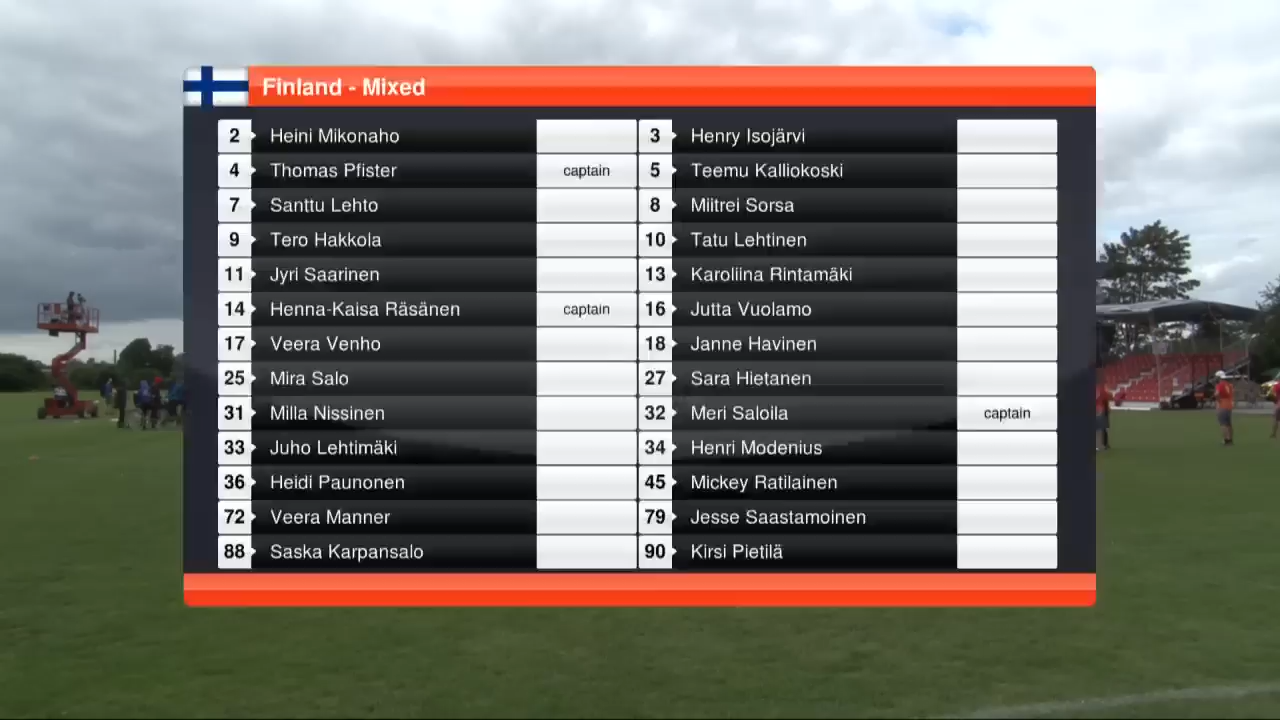 Finland - Mixed
2 Heini Mikonaho 3 Henry Isojärvi
4 Thomas Pfister captain 5 Teemu Kalliokoski
7 Santtu Lehto 8 Miitrei Sorsa
9 Tero Hakkola 10 Tatu Lehtinen
11 Jyri Saarinen 13 Karoliina Rintamäki
14 Henna-Kaisa Räsänen captain 16 Jutta Vuolamo
17 Veera Venho 18 Janne Havinen
25 Mira Salo 27 Sara Hietanen
31 Milla Nissinen 32 Meri Saloila captain
33 Juho Lehtimäki 34 Henri Modenius
36 Heidi Paunonen 45 Mickey Ratilainen
72 Veera Manner 79 Jesse Saastamoinen
88 Saska Karpansalo 90 Kirsi Pietilä